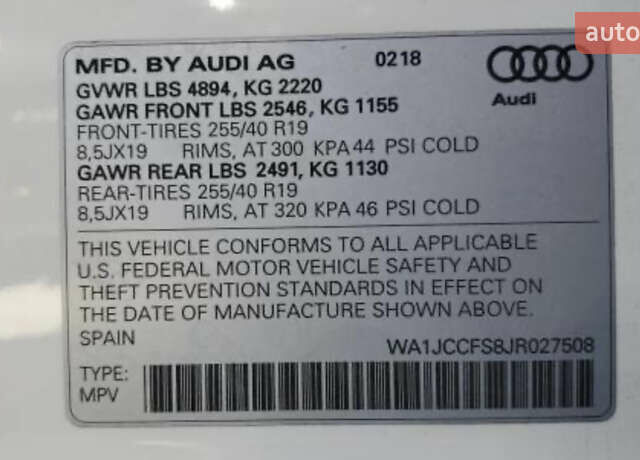 auto
MFD. BY AUDI AG 0218
Audi
GVWR LBS 4894, KG 2220
GAWR FRONT LBS 2546, KG 1155
FRONT-TIRES 255/40 R19
8,5JX19 RIMS, AT 300 KPA 44 PSI COLD
GAWR REAR LBS 2491, KG 1130
REAR-TIRES 255/40 R19
8,5JX19 RIMS, AT 320 KPA 46 PSI COLD
THIS VEHICLE CONFORMS TO ALL APPLICABLE
U.S. FEDERAL MOTOR VEHICLE SAFETY AND
THEFT PREVENTION STANDARDS IN EFFECT ON
THE DATE OF MANUFACTURE SHOWN ABOVE.
SPAIN
WA1JCCFS8JR027508
TYPE:
MPV